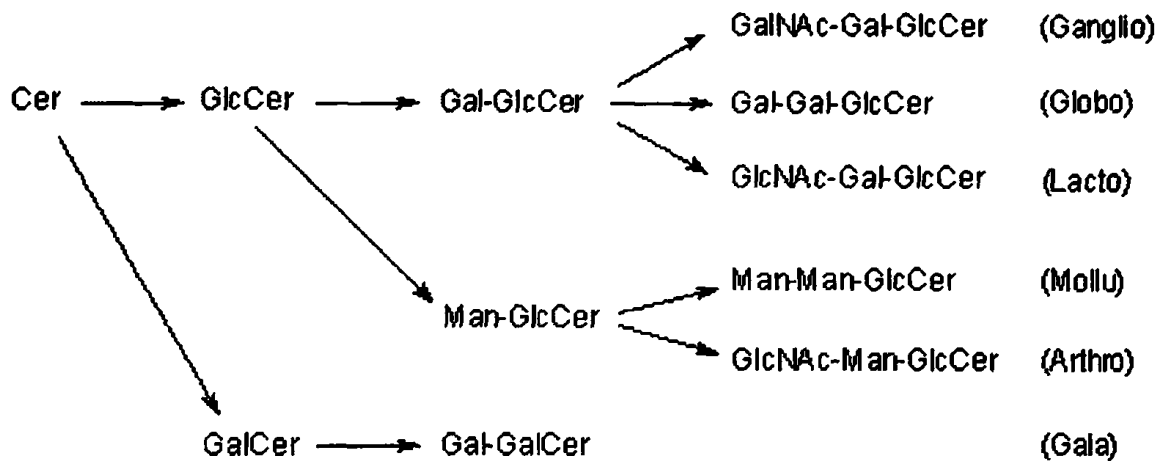 GalNAc-Gal-GlcCer (Ganglio)
Cer GlcCer Gal-GlcCer Gal-Gal-GlcCer (Globo)
GlcNAc-Gal-GlcCer (Lacto)
Man-Man-GlcCer (Mollu)
Man-GlcCer
GlcNAc-Man-GlcCer (Arthro)
GalCer Gal-GalCer (Gala)